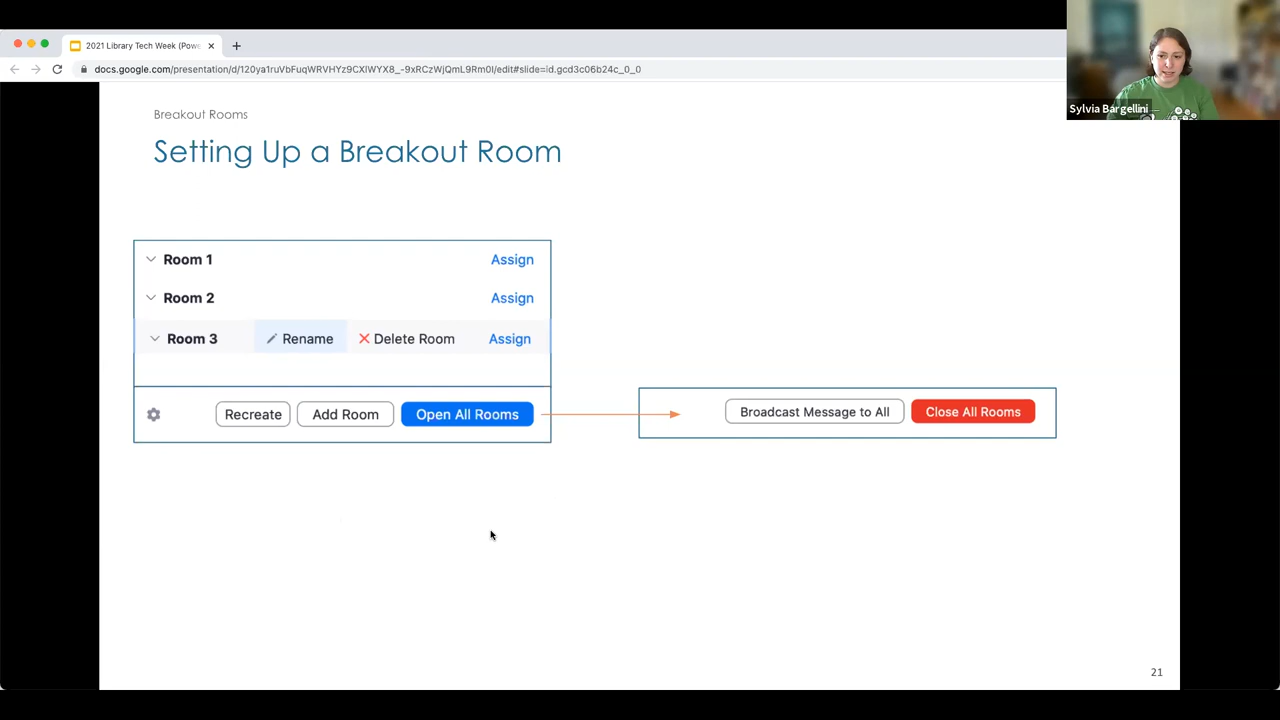 2021 Library Tech Week (Powe
docs.google.com/presentation/d/120ya1ruVbFuqWRVHYz9CXlWYX8_-9xRCzWjQmL9Rm0I/edit#slide=id.gcd3c06b24c_0_0
Sylvia Bargellini
Breakout Rooms
Setting Up a Breakout Room
Room 1 Assign
Room 2 Assign
Room 3 Rename Delete Room Assign
Recreate Add Room Open All Rooms
Broadcast Message to All Close All Rooms
21